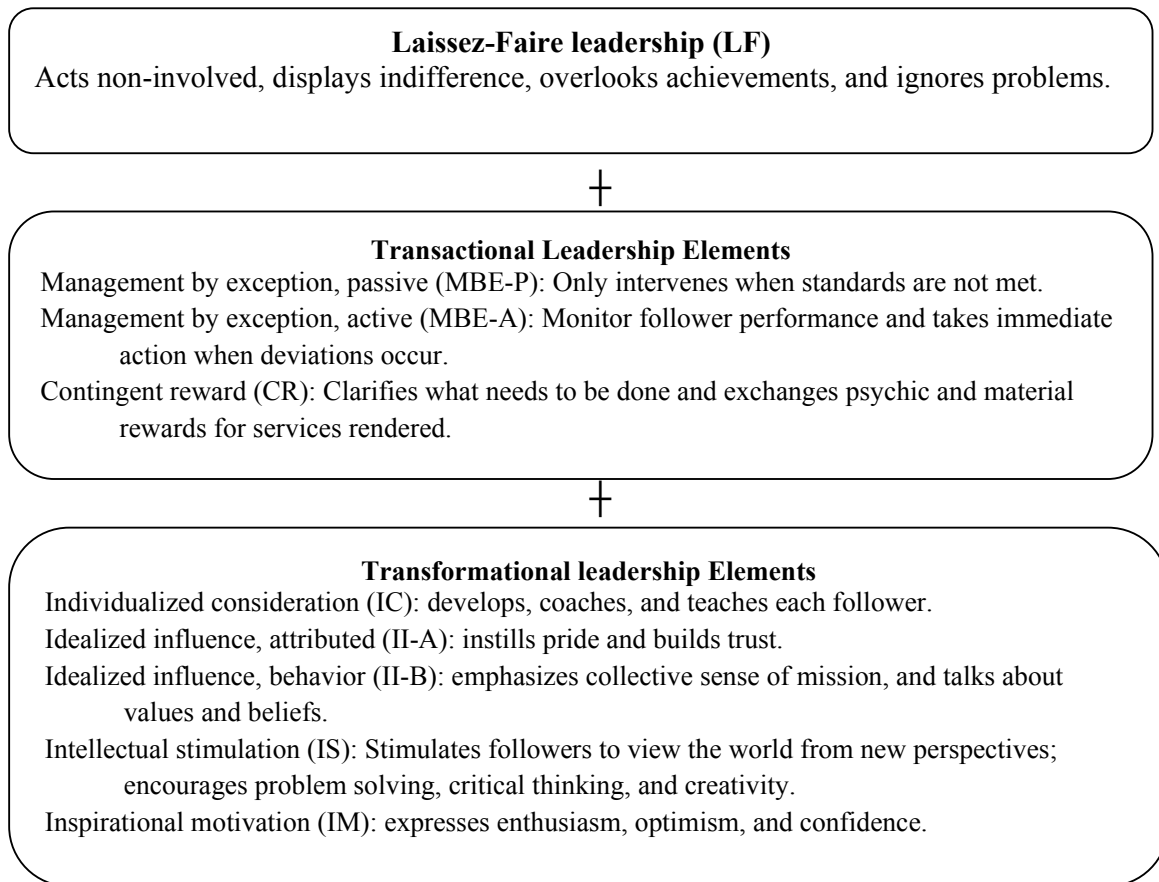 Laissez-Faire leadership (LF)
Acts non-involved, displays indifference, overlooks achievements, and ignores problems.
+
Transactional Leadership Elements
Management by exception, passive (MBE-P): Only intervenes when standards are not met.
Management by exception, active (MBE-A): Monitor follower performance and takes immediate
action when deviations occur.
Contingent reward (CR): Clarifies what needs to be done and exchanges psychic and material
rewards for services rendered.
+
Transformational leadership Elements
Individualized consideration (IC): develops, coaches, and teaches each follower.
Idealized influence, attributed (II-A): instills pride and builds trust.
Idealized influence, behavior (II-B): emphasizes collective sense of mission, and talks about
values and beliefs.
Intellectual stimulation (IS): Stimulates followers to view the world from new perspectives;
encourages problem solving, critical thinking, and creativity.
Inspirational motivation (IM): expresses enthusiasm, optimism, and confidence.